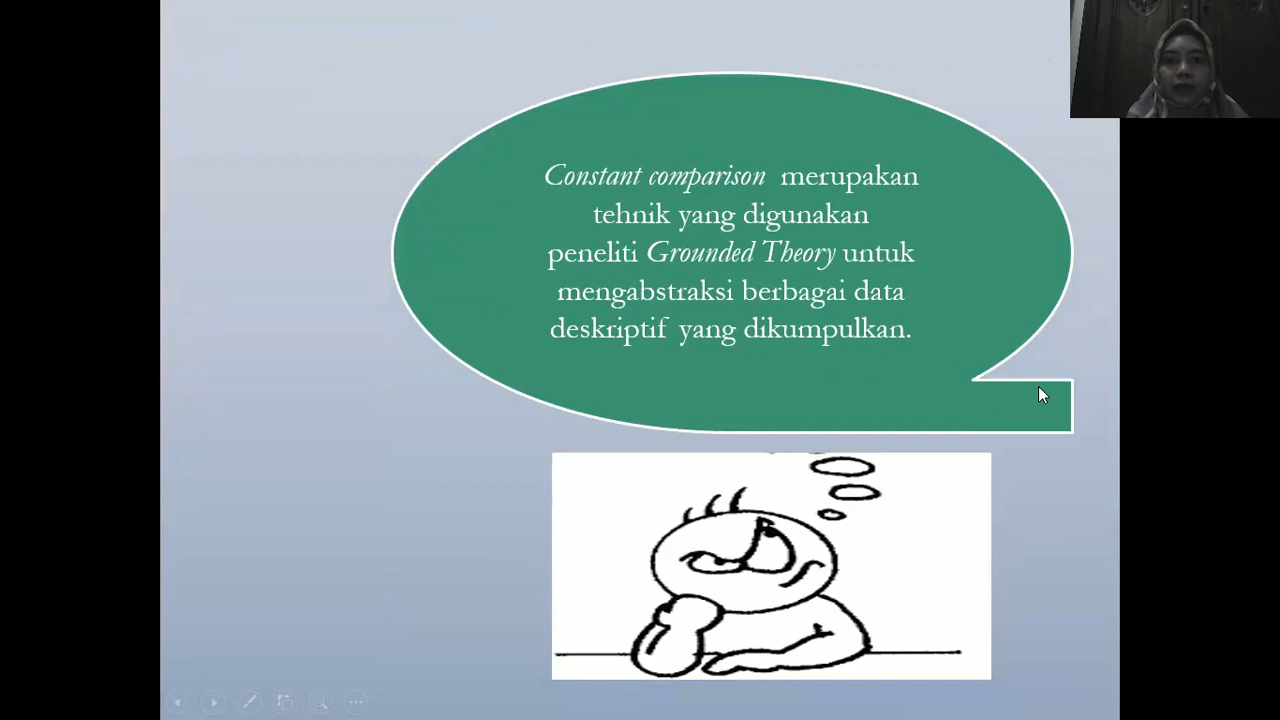 Constant comparison merupakan
tehnik yang digunakan
peneliti Grounded Theory untuk
mengabstraksi berbagai data
deskriptif yang dikumpulkan.